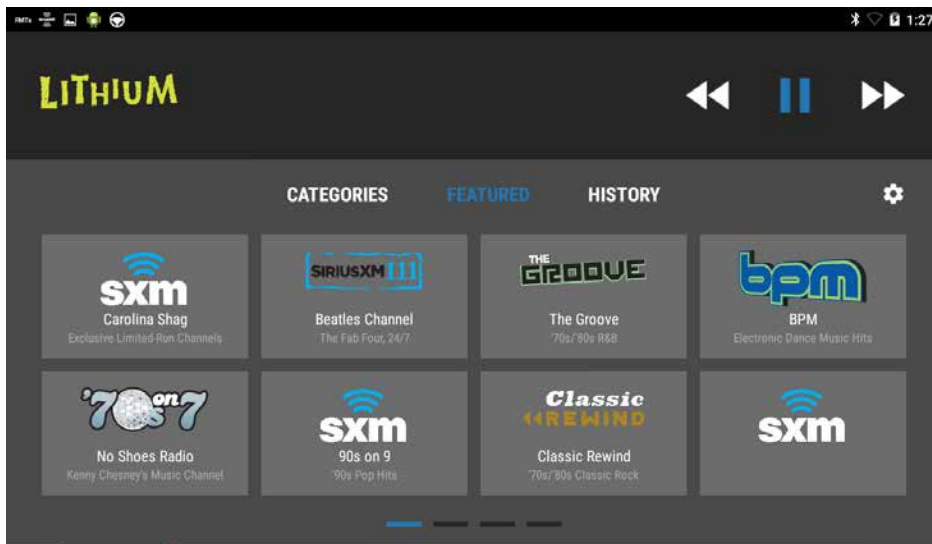 1:27
LITHIUM
CATEGORIES FEATURED HISTORY
sxm
Carolina Shag
Exclusive Limited-Run Channels
SIRIUSXM 111
Beatles Channel
The Fab Four, 24/7
THE GROOVE
The Groove
'70s/'80s R&B
bpm
BPM
Electronic Dance Music Hits
'70s on 7
No Shoes Radio
Kenny Chesney's Music Channel
sxm
'90s on 9
'90s Pop Hits
Classic
REWIND
Classic Rewind
'70s/'80s Classic Rock
sxm